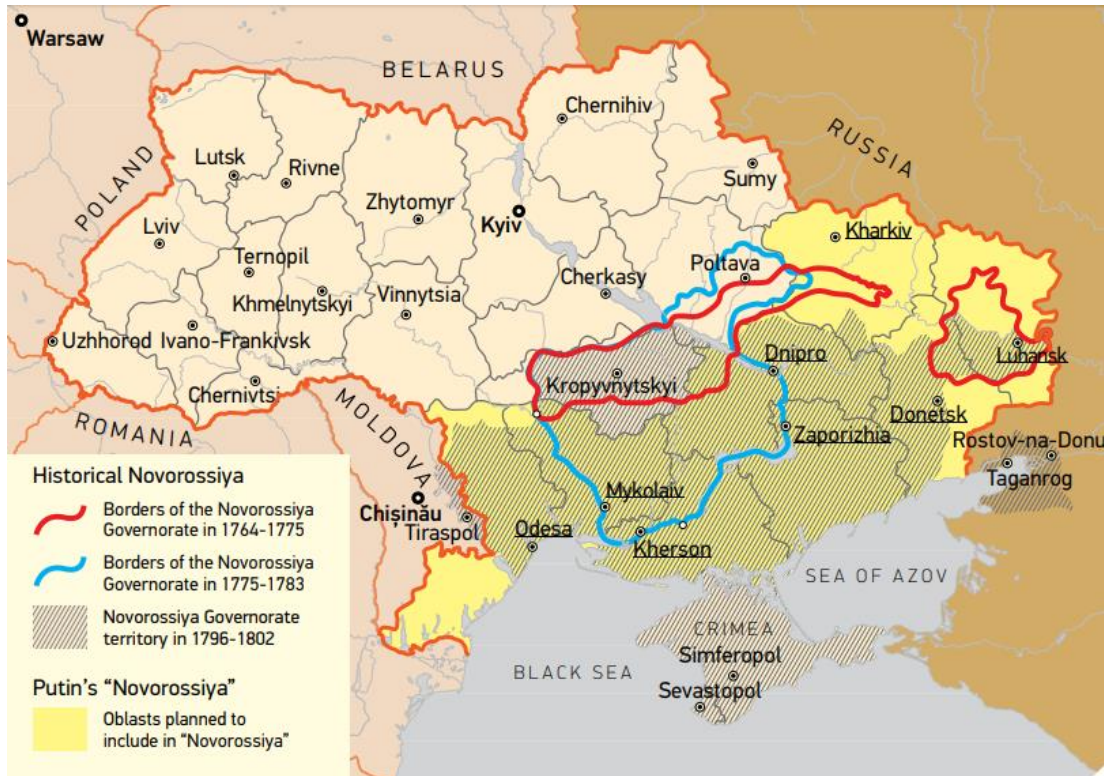 Warsaw
BELARUS
Chernihiv
RUSSIA
POLAND
Lutsk
Rivne
Sumy
Zhytomyr
Kyiv
Lviv
Kharkiv
Ternopil
Poltava
Cherkasy
Khmelnytskyi
Vinnytsia
Uzhhorod
Ivano-Frankivsk
Dnipro
Luhansk
Kropyvnytskyi
Chernivtsi
MOLDOVA
Donetsk
ROMANIA
Zaporizhia
Rostov-na-Donu
Taganrog
Mykolaiv
Chișinău
Tiraspol
Odesa
Kherson
SEA OF AZOV
CRIMEA
Simferopol
BLACK SEA
Sevastopol
Historical Novorossiya
Borders of the Novorossiya
Governorate in 1764-1775
Borders of the Novorossiya
Governorate in 1775-1783
Novorossiya Governorate
territory in 1796-1802
Putin's “Novorossiya”
Oblasts planned to
include in “Novorossiya”